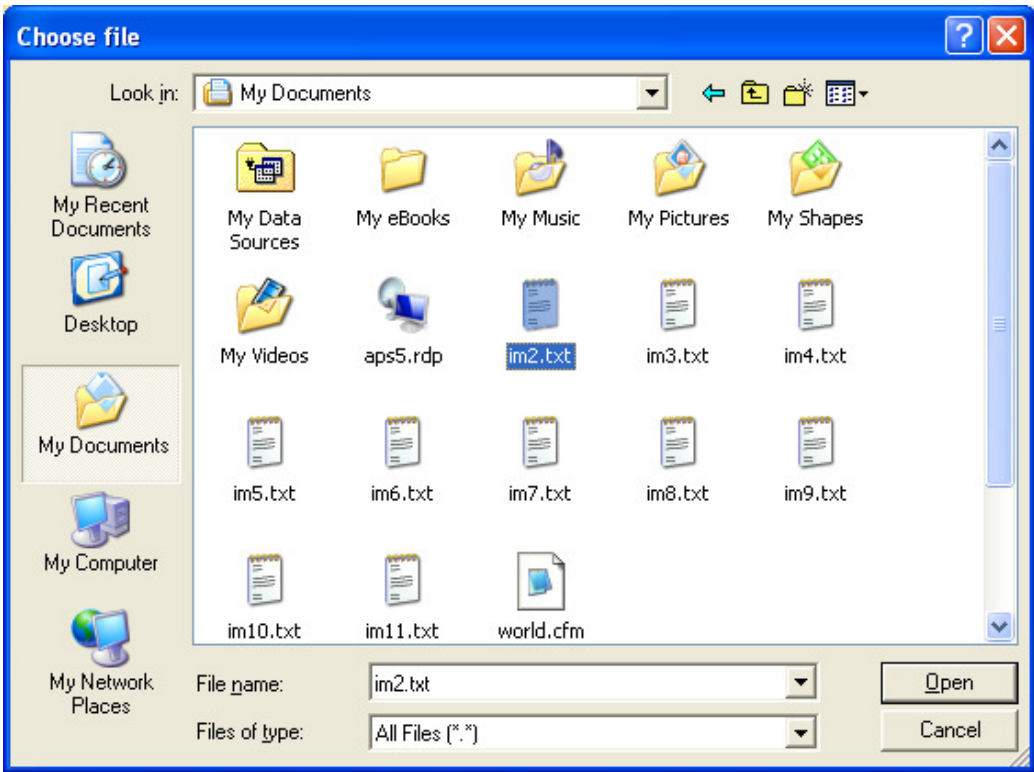 Choose file
Look in: My Documents
My Recent
Documents
Desktop
My Documents
My Computer
My Network
Places
My Data
Sources
My eBooks
My Music
My Pictures
My Shapes
My Videos
aps5.rdp
im2.txt
im3.txt
im4.txt
im5.txt
im6.txt
im7.txt
im8.txt
im9.txt
im10.txt
im11.txt
world.cfm
File name: im2.txt
Open
Files of type: All Files (*.*)
Cancel